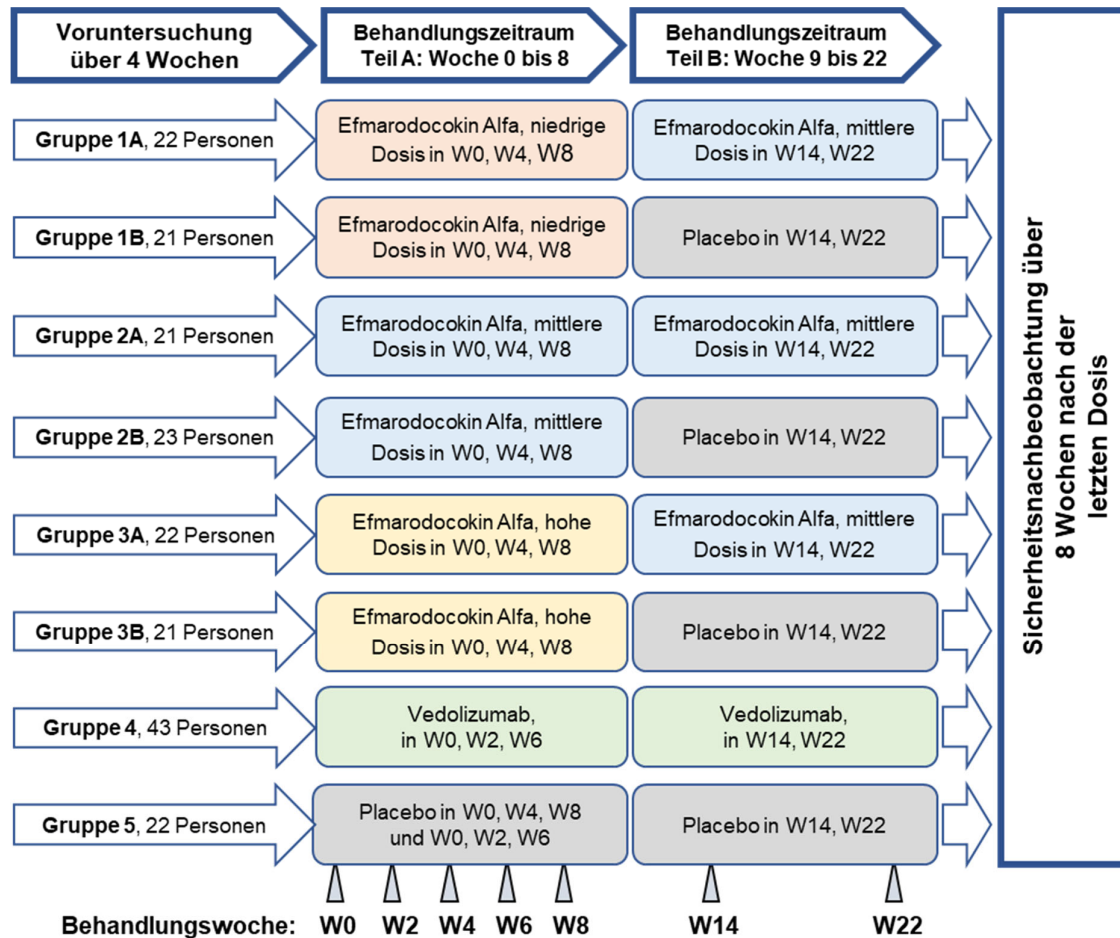 Voruntersuchung
über 4 Wochen
Behandlungszeitraum
Teil A: Woche 0 bis 8
Behandlungszeitraum
Teil B: Woche 9 bis 22
Gruppe 1A, 22 Personen
Efmarodocokin Alfa, niedrige
Dosis in W0, W4, W8
Efmarodocokin Alfa, mittlere
Dosis in W14, W22
Gruppe 1B, 21 Personen
Efmarodocokin Alfa, niedrige
Dosis in W0, W4, W8
Placebo in W14, W22
Gruppe 2A, 21 Personen
Efmarodocokin Alfa, mittlere
Dosis in W0, W4, W8
Efmarodocokin Alfa, mittlere
Dosis in W14, W22
Gruppe 2B, 23 Personen
Efmarodocokin Alfa, mittlere
Dosis in W0, W4, W8
Placebo in W14, W22
Gruppe 3A, 22 Personen
Efmarodocokin Alfa, hohe
Dosis in W0, W4, W8
Efmarodocokin Alfa, mittlere
Dosis in W14, W22
Gruppe 3B, 21 Personen
Efmarodocokin Alfa, hohe
Dosis in W0, W4, W8
Placebo in W14, W22
Gruppe 4, 43 Personen
Vedolizumab,
in W0, W2, W6
Vedolizumab,
in W14, W22
Gruppe 5, 22 Personen
Placebo in W0, W4, W8
und W0, W2, W6
Placebo in W14, W22
Sicherheitsnachbeobachtung über
8 Wochen nach der
letzten Dosis
Behandlungswoche: W0 W2 W4 W6 W8 W14 W22